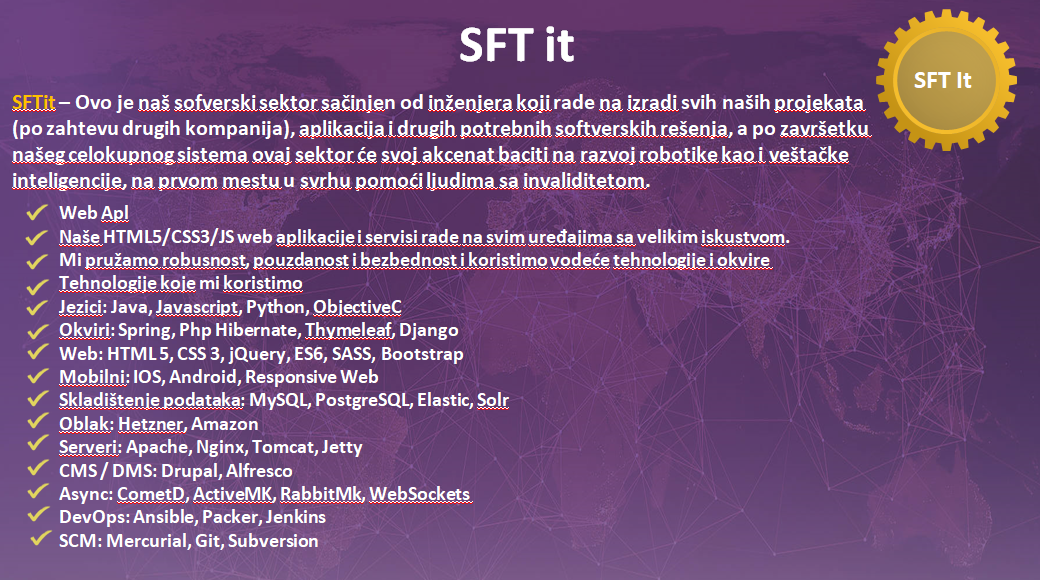 SFT it
SFT It
SFTit – Ovo je naš sofverski sektor sačinjen od inženjera koji rade na izradi svih naših projekata
(po zahtevu drugih kompanija), aplikacija i drugih potrebnih softverskih rešenja, a po završetku
našeg celokupnog sistema ovaj sektor će svoj akcenat baciti na razvoj robotike kao i veštačke
inteligencije, na prvom mestu u svrhu pomoći ljudima sa invaliditetom.
Web Apl
Naše HTML5/CSS3/JS web aplikacije i servisi rade na svim uređajima sa velikim iskustvom.
Mi pružamo robusnost, pouzdanost i bezbednost i koristimo vodeće tehnologije i okvire
Tehnologije koje mi koristimo
Jezici: Java, Javascript, Python, ObjectiveC
Okviri: Spring, Php Hibernate, Thymeleaf, Django
Web: HTML 5, CSS 3, jQuery, ES6, SASS, Bootstrap
Mobilni: IOS, Android, Responsive Web
Skladištenje podataka: MySQL, PostgreSQL, Elastic, Solr
Oblak: Hetzner, Amazon
Serveri: Apache, Nginx, Tomcat, Jetty
CMS / DMS: Drupal, Alfresco
Async: CometD, ActiveMK, RabbitMk, WebSockets
DevOps: Ansible, Packer, Jenkins
SCM: Mercurial, Git, Subversion